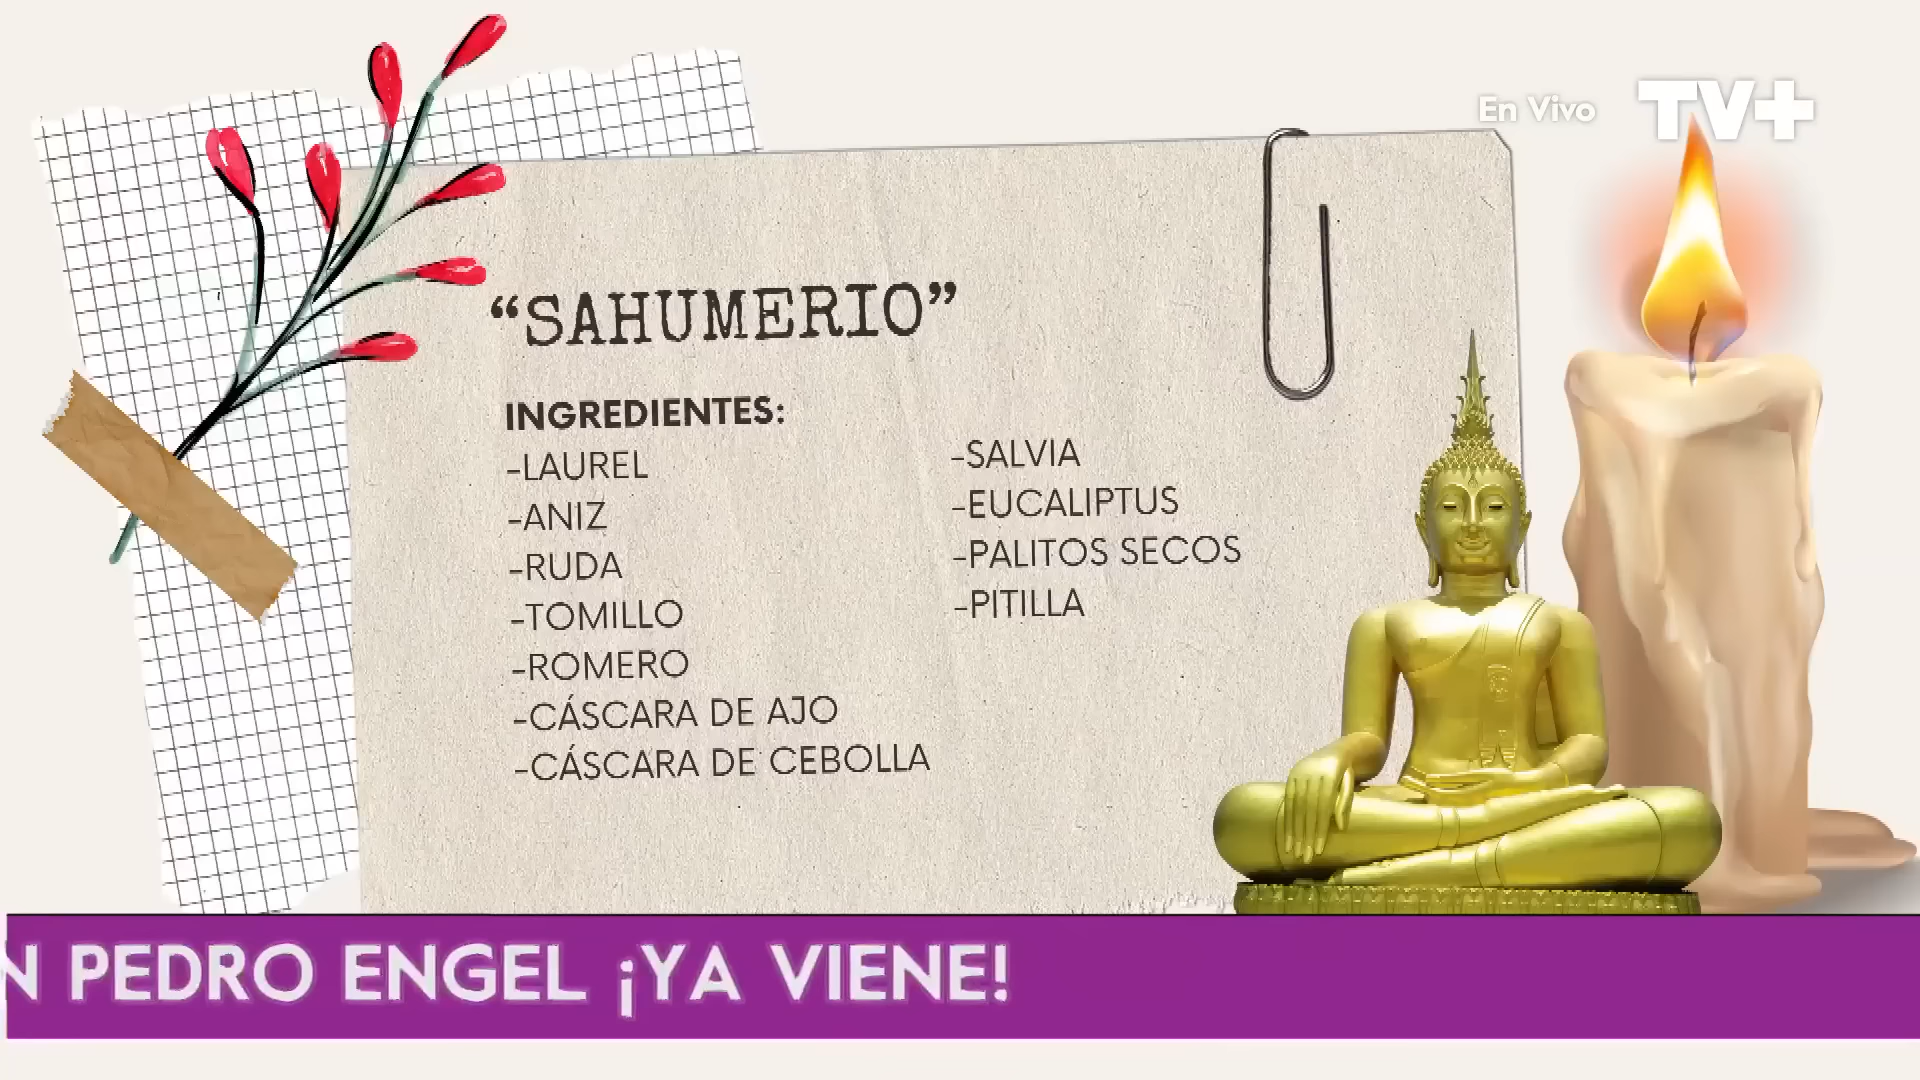 En Vivo TV+
“SAHUMERIO”
INGREDIENTES:
-LAUREL
-ANIZ
-RUDA
-TOMILLO
-ROMERO
-CÁSCARA DE AJO
-CÁSCARA DE CEBOLLA
-SALVIA
-EUCALIPTUS
-PALITOS SECOS
-PITILLA
N PEDRO ENGEL ¡YA VIENE!